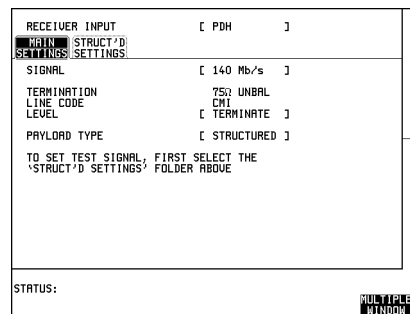 RECEIVER INPUT [ PDH ]
MAIN SETTINGS STRUCT'D SETTINGS
SIGNAL [ 140 Mb/s ]
TERMINATION 75Ω UNBAL
LINE CODE CMI
LEVEL [ TERMINATE ]
PAYLOAD TYPE [ STRUCTURED ]
TO SET TEST SIGNAL, FIRST SELECT THE
'STRUCT'D SETTINGS' FOLDER ABOVE
STATUS:
MULTIPLE
WINDOW